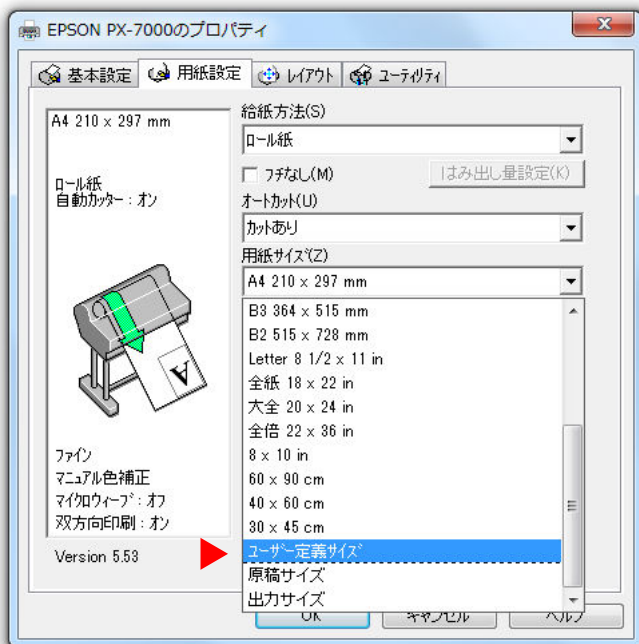 EPSON PX-7000のプロパティ
基本設定 用紙設定 レイアウト ユーティリティ
A4 210 x 297 mm
ロール紙
自動カッター : オン
A
ファイン
マニュアル色補正
マイクロウィーブ : オフ
双方向印刷 : オン
Version 5.53
給紙方法(S)
ロール紙
フチなし(M) はみ出し量設定(K)
オートカット(U)
カットあり
用紙サイズ(Z)
A4 210 x 297 mm
B3 364 x 515 mm
B2 515 x 728 mm
Letter 8 1/2 x 11 in
全紙 18 x 22 in
大全 20 x 24 in
全倍 22 x 36 in
8 x 10 in
60 x 90 cm
40 x 60 cm
30 x 45 cm
ユーザー定義サイズ
原稿サイズ
出力サイズ
OK キャンセル ヘルプ